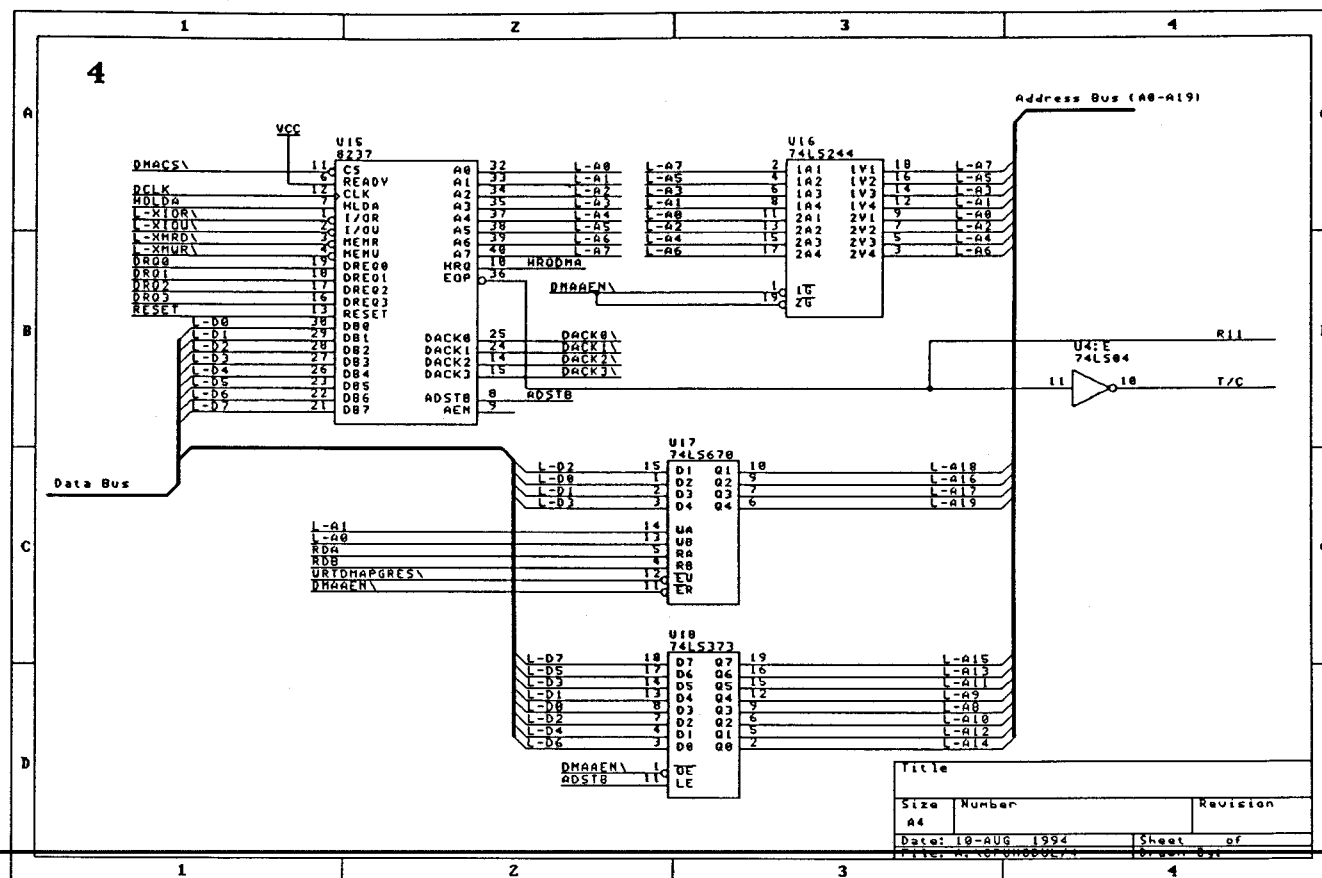 1 2 3 4
4
A
B
C
D
Address Bus (A0-A19)
VCC
U15
8237
DMACS\ 11 CS
6 READY
DCLK 12 CLK
HDLDA 7 HLDA
L-XIOR\ 1 I/OR
L-XIOW\ 2 I/OW
L-XMRD\ 3 MEMR
L-XMWR\ 4 MEMW
DRQ0 19 DREQ0
DRQ1 18 DREQ1
DRQ2 17 DREQ2
DRQ3 16 DREQ3
RESET 13 RESET
L-D0 30 DB0
L-D1 29 DB1
L-D2 28 DB2
L-D3 27 DB3
L-D4 26 DB4
L-D5 23 DB5
L-D6 22 DB6
L-D7 21 DB7
A0 32 L-A0
A1 33 L-A1
A2 34 L-A2
A3 35 L-A3
A4 37 L-A4
A5 38 L-A5
A6 39 L-A6
A7 40 L-A7
HRQ 10 HRQDMA
EOP 36
DACK0 25 DACK0\
DACK1 24 DACK1\
DACK2 14 DACK2\
DACK3 15 DACK3\
ADSTB 8 ADSTB
AEN 9
U16
74LS244
L-A7 2 1A1 1Y1 18 L-A7
L-A5 4 1A2 1Y2 16 L-A5
L-A3 6 1A3 1Y3 14 L-A3
L-A1 8 1A4 1Y4 12 L-A1
L-A0 11 2A1 2Y1 9 L-A0
L-A2 13 2A2 2Y2 7 L-A2
L-A4 15 2A3 2Y3 5 L-A4
L-A6 17 2A4 2Y4 3 L-A6
DMAAEN\ 1 1G
19 2G
R11
U4:E
74LS04
11 10 T/C
Data Bus
U17
74LS670
L-D2 15 D1 Q1 10 L-A18
L-D0 1 D2 Q2 9 L-A16
L-D1 2 D3 Q3 7 L-A17
L-D3 3 D4 Q4 6 L-A19
L-A1 14 WA
L-A0 13 WB
RDA 5 RA
RDB 4 RB
WRTDMAPGRES\ 12 EW
DMAAEN\ 11 ER
U18
74LS373
L-D7 18 D7 Q7 19 L-A15
L-D5 17 D6 Q6 16 L-A13
L-D3 14 D5 Q5 15 L-A11
L-D1 13 D4 Q4 12 L-A9
L-D0 8 D3 Q3 9 L-A8
L-D2 7 D2 Q2 6 L-A10
L-D4 4 D1 Q1 5 L-A12
L-D6 3 D0 Q0 2 L-A14
DMAAEN\ 1 OE
ADSTB 11 LE
Title
Size Number Revision
A4
Date: 10-AUG 1994 Sheet of
File: Drawn By:
1 2 3 4